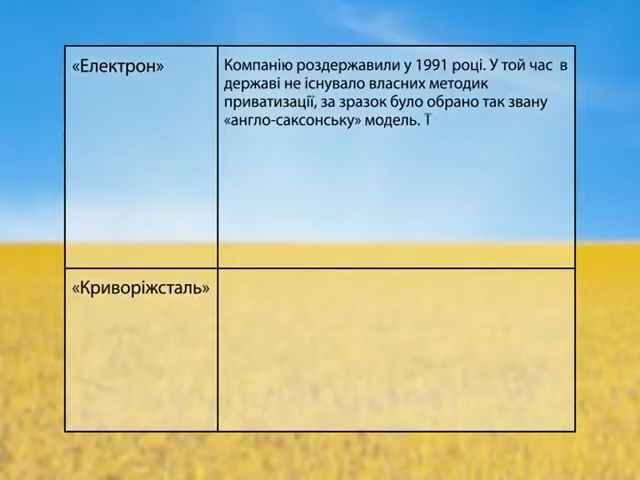 «Електрон»
Компанію роздержавили у 1991 році. У той час в
державі не існувало власних методик
приватизації, за зразок було обрано так звану
«англо-саксонську» модель. Т
«Криворіжсталь»